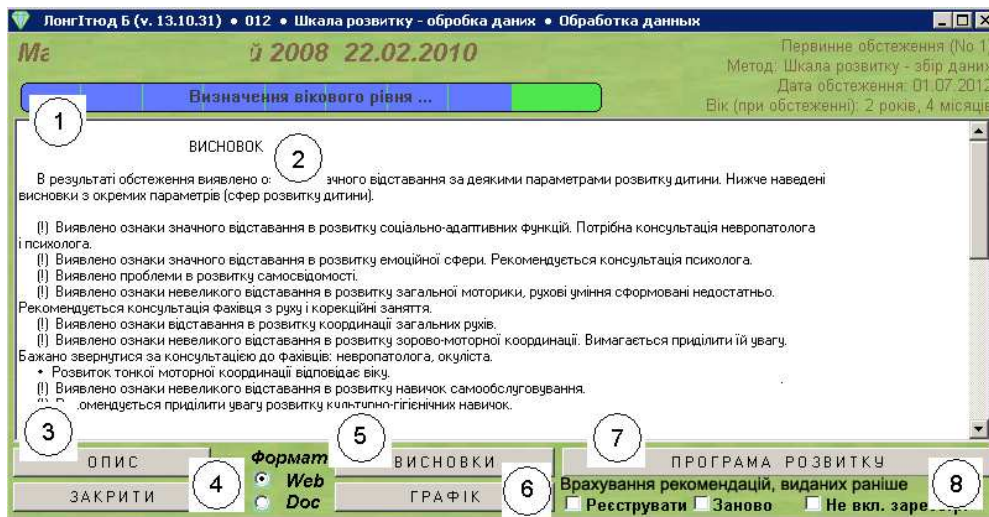 ЛонгІтюд Б (v. 13.10.31) • 012 • Шкала розвитку - обробка даних • Обработка данных
2008 22.02.2010
Первинне обстеження (No 1
Метод: Шкала розвитку - збір даних
Дата обстеження: 01.07.2012
Вік (при обстеженні): 2 років, 4 місяців
Визначення вікового рівня ...
1
ВИСНОВОК
2
В результаті обстеження виявлено відставання за деякими параметрами розвитку дитини. Нижче наведені
висновки з окремих параметрів (сфер розвитку дитини).
(!) Виявлено ознаки значного відставання в розвитку соціально-адаптивних функцій. Потрібна консультація невропатолога
і психолога.
(!) Виявлено ознаки значного відставання в розвитку емоційної сфери. Рекомендується консультація психолога.
(!) Виявлено проблеми в розвитку самосвідомості.
(!) Виявлено ознаки невеликого відставання в розвитку загальної моторики, рухові уміння сформовані недостатньо.
Рекомендується консультація фахівця з руху і корекційні заняття.
(!) Виявлено ознаки відставання в розвитку координації загальних рухів.
(!) Виявлено ознаки невеликого відставання в розвитку зорово-моторної координації. Вимагається приділити їй увагу.
Бажано звернутися за консультацією до фахівців: невропатолога, окуліста.
• Розвиток тонкої моторної координації відповідає віку.
(!) Виявлено ознаки невеликого відставання в розвитку навичок самообслуговування.
приділити увагу розвитку культурно-гігієнічних навичок.
3
5
7
ОПИС
Формат
ВИСНОВКИ
ПРОГРАМА РОЗВИТКУ
4
Web
6
8
ЗАКРИТИ
Doc
ГРАФІК
Врахування рекомендацій, виданих раніше
Реєструвати Заново Не вкл.